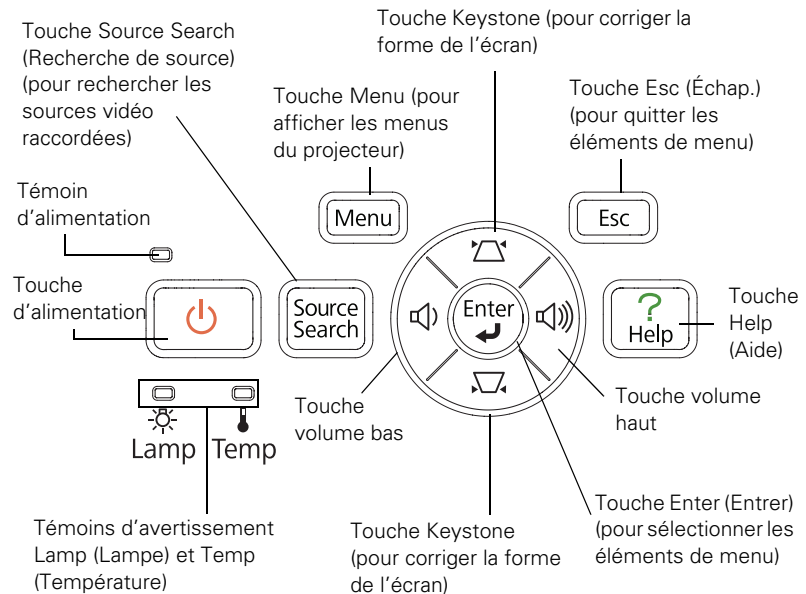 Touche Source Search
(Recherche de source)
(pour rechercher les
sources vidéo
raccordées)
Touche Keystone (pour corriger la
forme de l'écran)
Touche Menu (pour
afficher les menus
du projecteur)
Touche Esc (Échap.)
(pour quitter les
éléments de menu)
Témoin
d'alimentation
Menu
Esc
Touche
d'alimentation
Source
Search
Enter
?
Help
Touche
Help
(Aide)
Lamp
Temp
Touche
volume bas
Touche volume
haut
Témoins d'avertissement
Lamp (Lampe) et Temp
(Température)
Touche Keystone
(pour corriger la forme
de l'écran)
Touche Enter (Entrer)
(pour sélectionner les
éléments de menu)